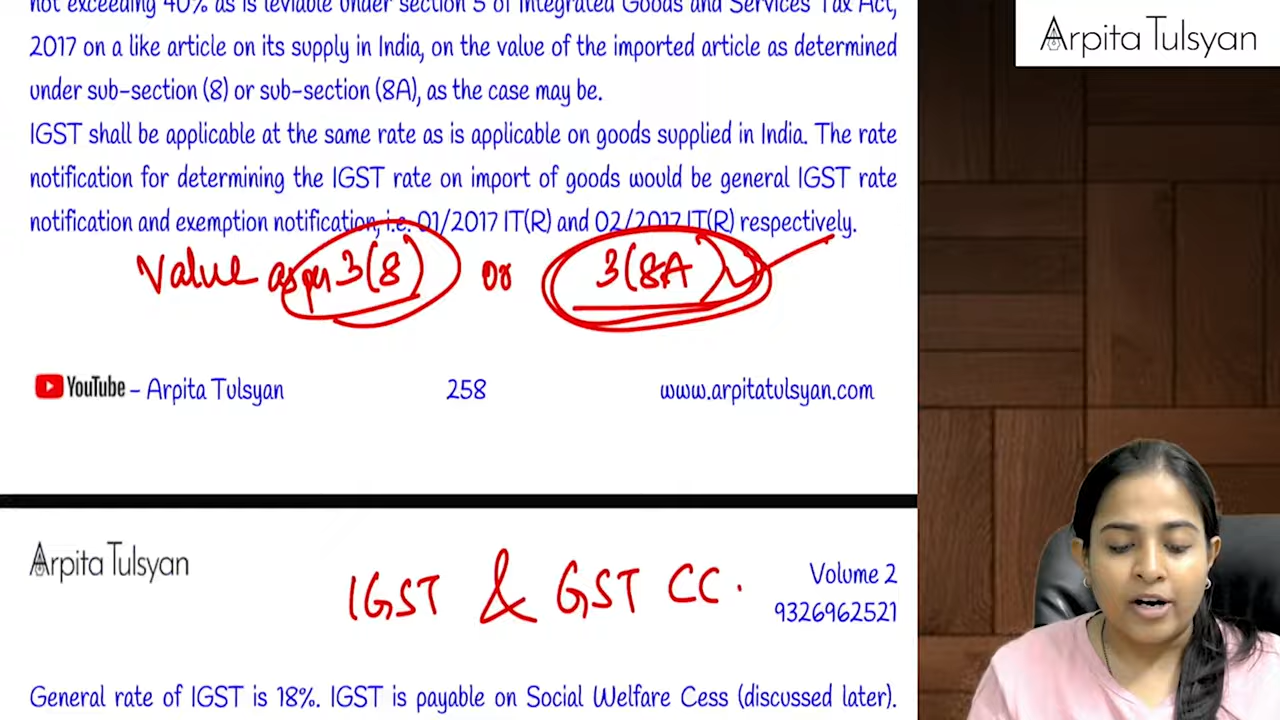 not exceeding 40% as is leviable under section 5 of Integrated Goods and Services Tax Act,
2017 on a like article on its supply in India, on the value of the imported article as determined
under sub-section (8) or sub-section (8A), as the case may be.
IGST shall be applicable at the same rate as is applicable on goods supplied in India. The rate
notification for determining the IGST rate on import of goods would be general IGST rate
notification and exemption notification, i.e. 01/2017 IT(R) and 02/2017 IT(R) respectively.
Value as per 3(8) or 3(8A)
YouTube – Arpita Tulsyan 258 www.arpitatulsyan.com
Arpita Tulsyan
Arpita Tulsyan IGST & GST CC. Volume 2
9326962521
General rate of IGST is 18%. IGST is payable on Social Welfare Cess (discussed later).